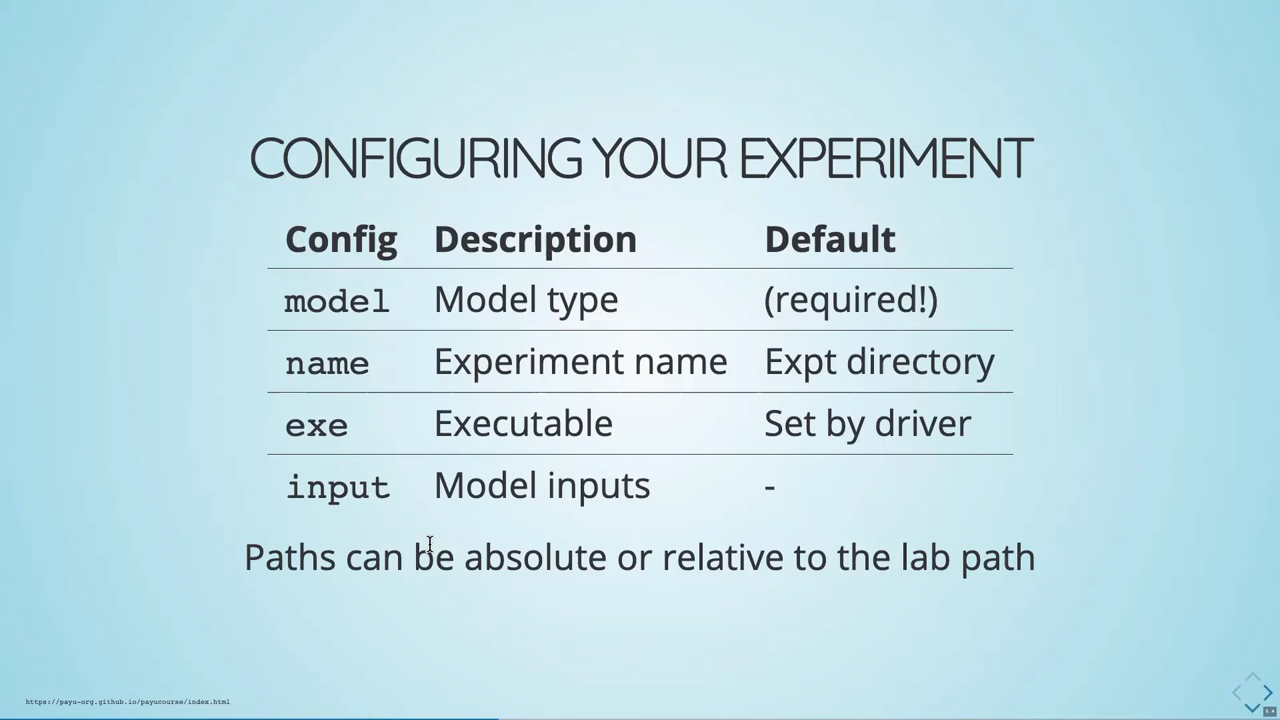 CONFIGURING YOUR EXPERIMENT
Config Description Default
model Model type (required!)
name Experiment name Expt directory
exe Executable Set by driver
input Model inputs -
Paths can be absolute or relative to the lab path
https://payu-org.github.io/payucourse/index.html